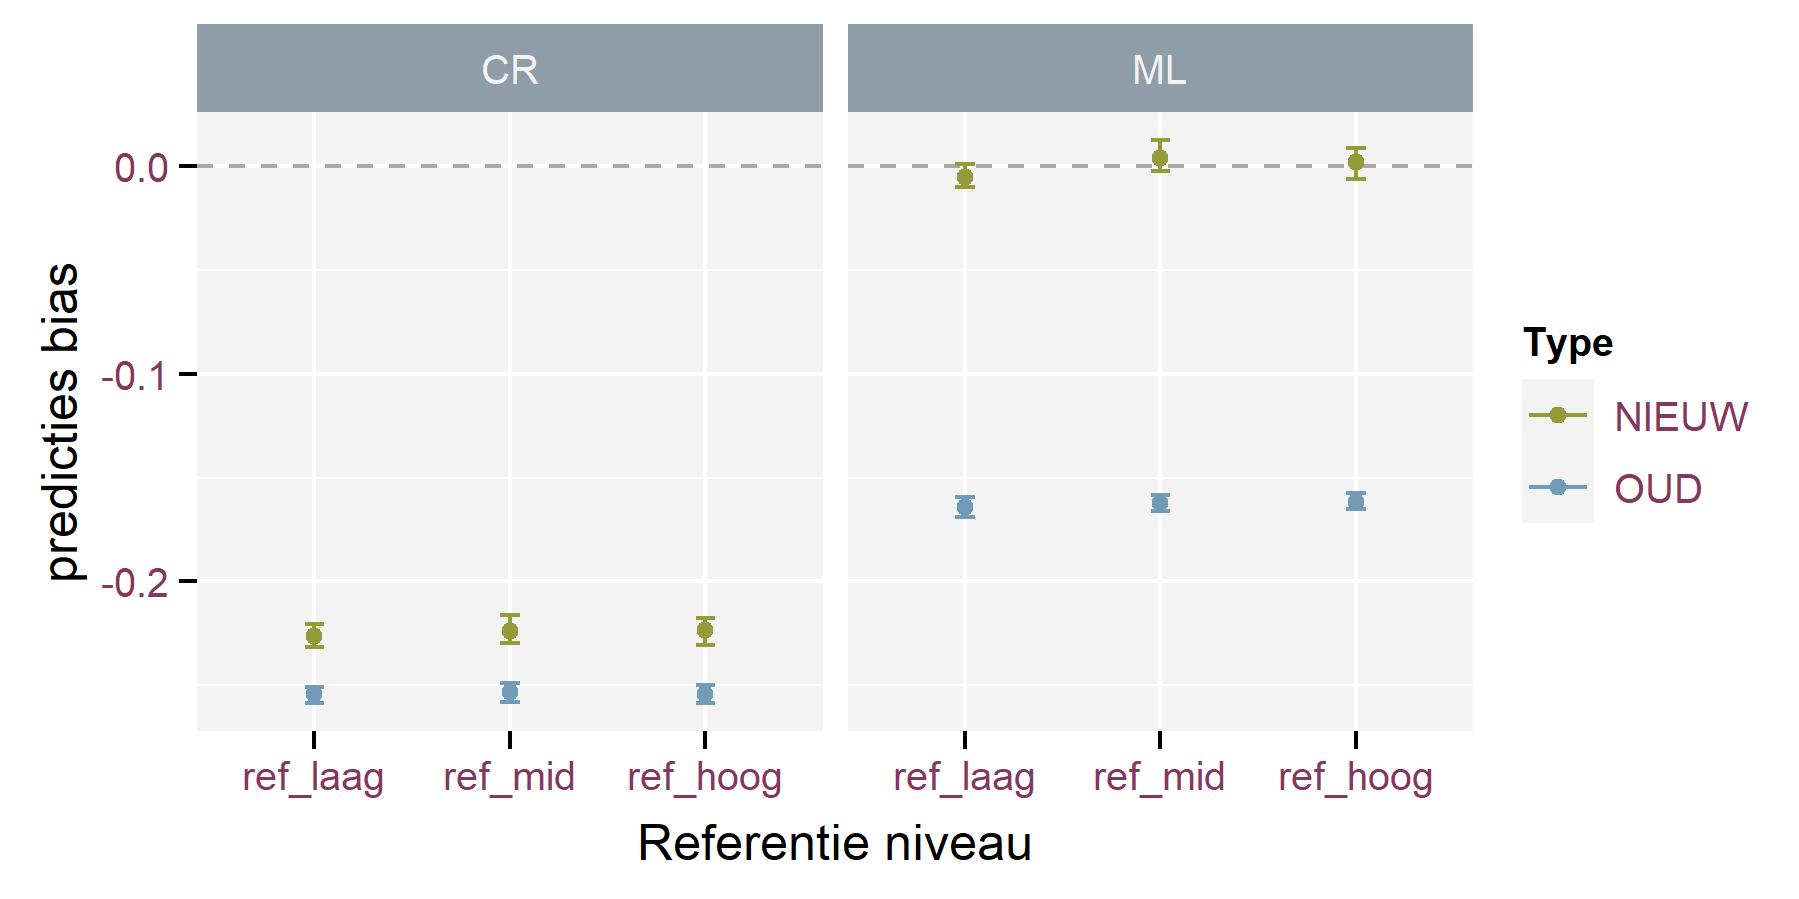 CR
ML
predicties bias
0.0
-0.1
-0.2
ref_laag
ref_mid
ref_hoog
ref_laag
ref_mid
ref_hoog
Referentie niveau
Type
NIEUW
OUD